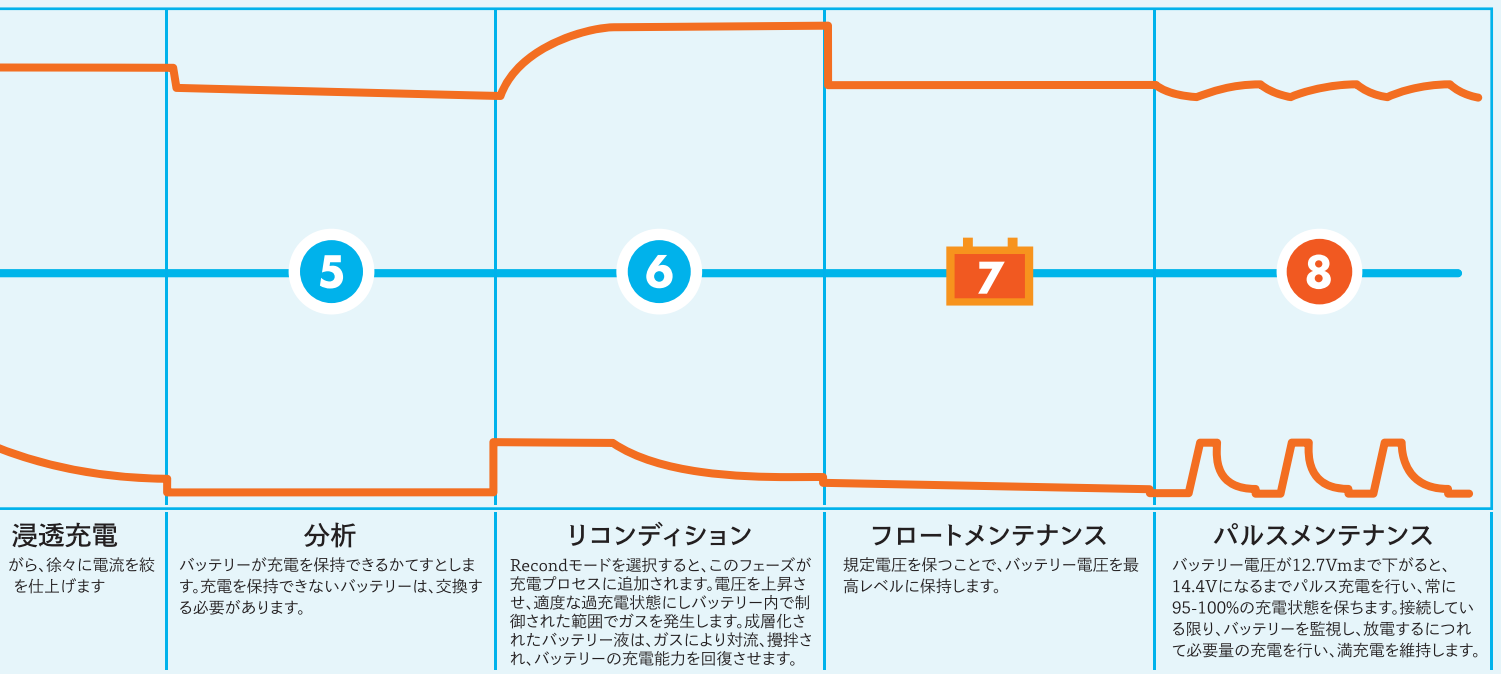 5
6
7
8
浸透充電
がら、徐々に電流を絞
を仕上げます
分析
バッテリーが充電を保持できるかてすとしま
す。充電を保持できないバッテリーは、交換す
る必要があります。
リコンディション
Recondモードを選択すると、このフェーズが
充電プロセスに追加されます。電圧を上昇さ
せ、適度な過充電状態にしバッテリー内で制
御された範囲でガスを発生します。成層化さ
れたバッテリー液は、ガスにより対流、攪拌さ
れ、バッテリーの充電能力を回復させます。
フロートメンテナンス
規定電圧を保つことで、バッテリー電圧を最
高レベルに保持します。
パルスメンテナンス
バッテリー電圧が12.7Vmまで下がると、
14.4Vになるまでパルス充電を行い、常に
95-100%の充電状態を保ちます。接続してい
る限り、バッテリーを監視し、放電するにつれ
て必要量の充電を行い、満充電を維持します。